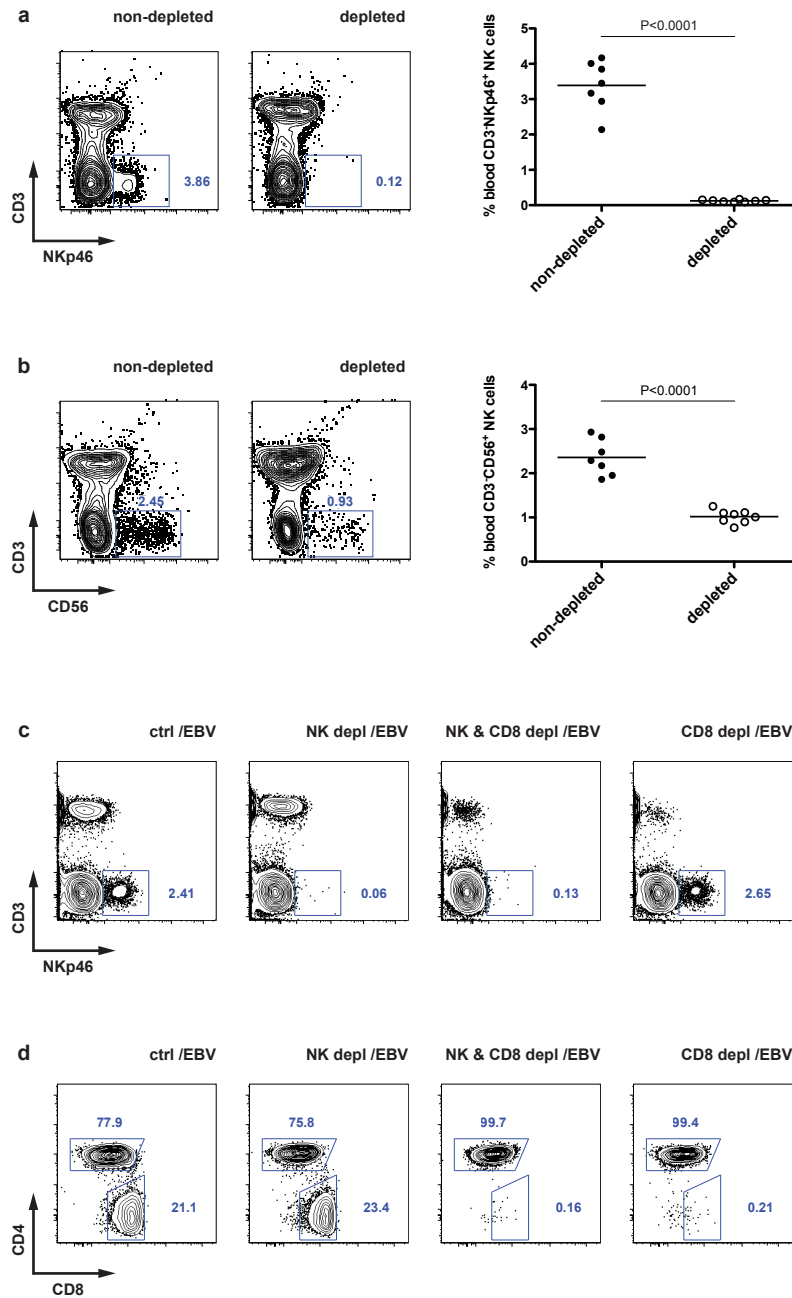 a
non-depleted
depleted
CD3
NKp46
3.86
0.12
% blood CD3-NKp46+ NK cells
5
4
3
2
1
0
P<0.0001
non-depleted
depleted
b
non-depleted
depleted
CD3
CD56
2.45
0.93
% blood CD3-CD56+ NK cells
4
3
2
1
0
P<0.0001
non-depleted
depleted
c
ctrl /EBV
NK depl /EBV
NK & CD8 depl /EBV
CD8 depl /EBV
CD3
NKp46
2.41
0.06
0.13
2.65
d
ctrl /EBV
NK depl /EBV
NK & CD8 depl /EBV
CD8 depl /EBV
77.9
75.8
99.7
99.4
21.1
23.4
0.16
0.21
CD4
CD8